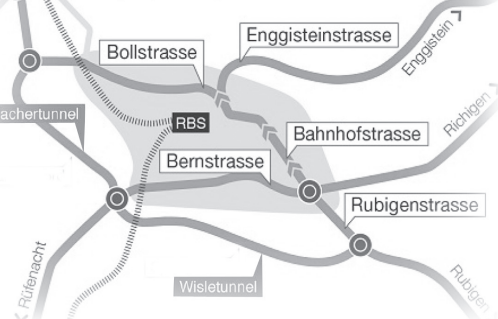 Enggisteinstrasse
Enggistein
Bollstrasse
achertunnel
RBS
Richigen
Bahnhofstrasse
Bernstrasse
Rubigenstrasse
Rüfenacht
Wisletunnel
Rubigen